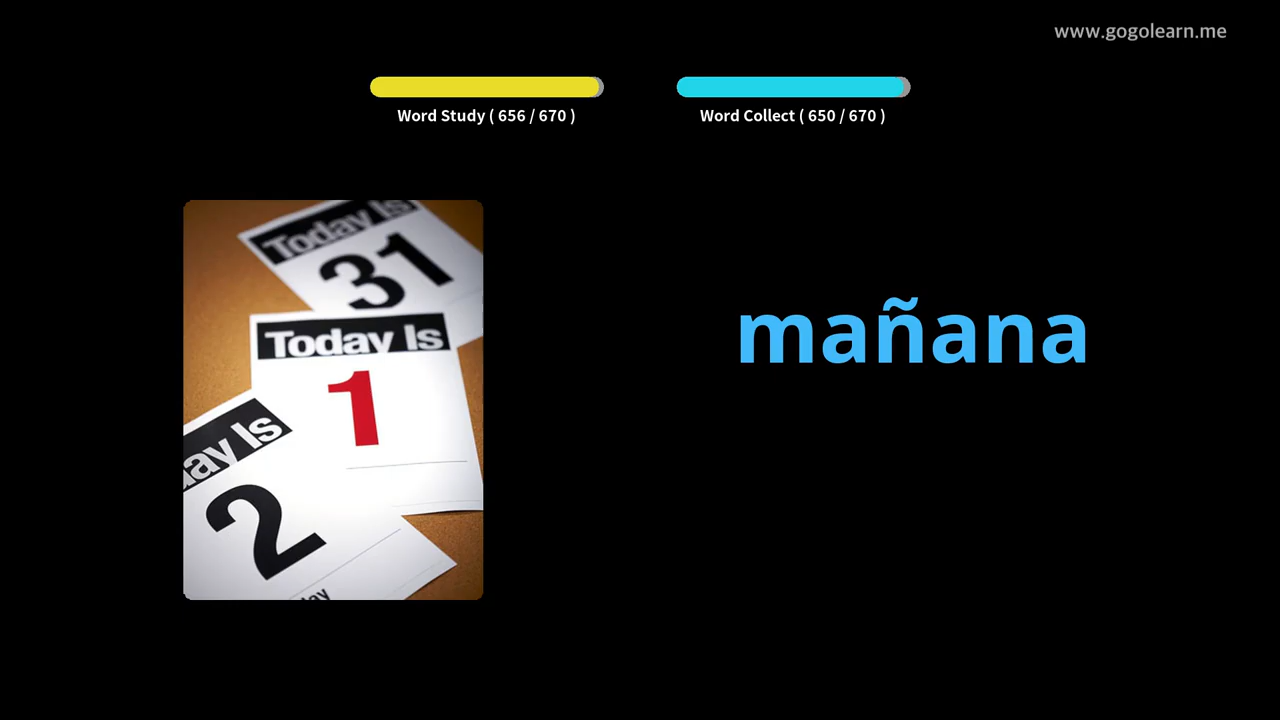 www.gogolearn.me
Word Study ( 656 / 670 )
Word Collect ( 650 / 670 )
Today Is
31
Today Is
1
mañana
ay Is
2
ay